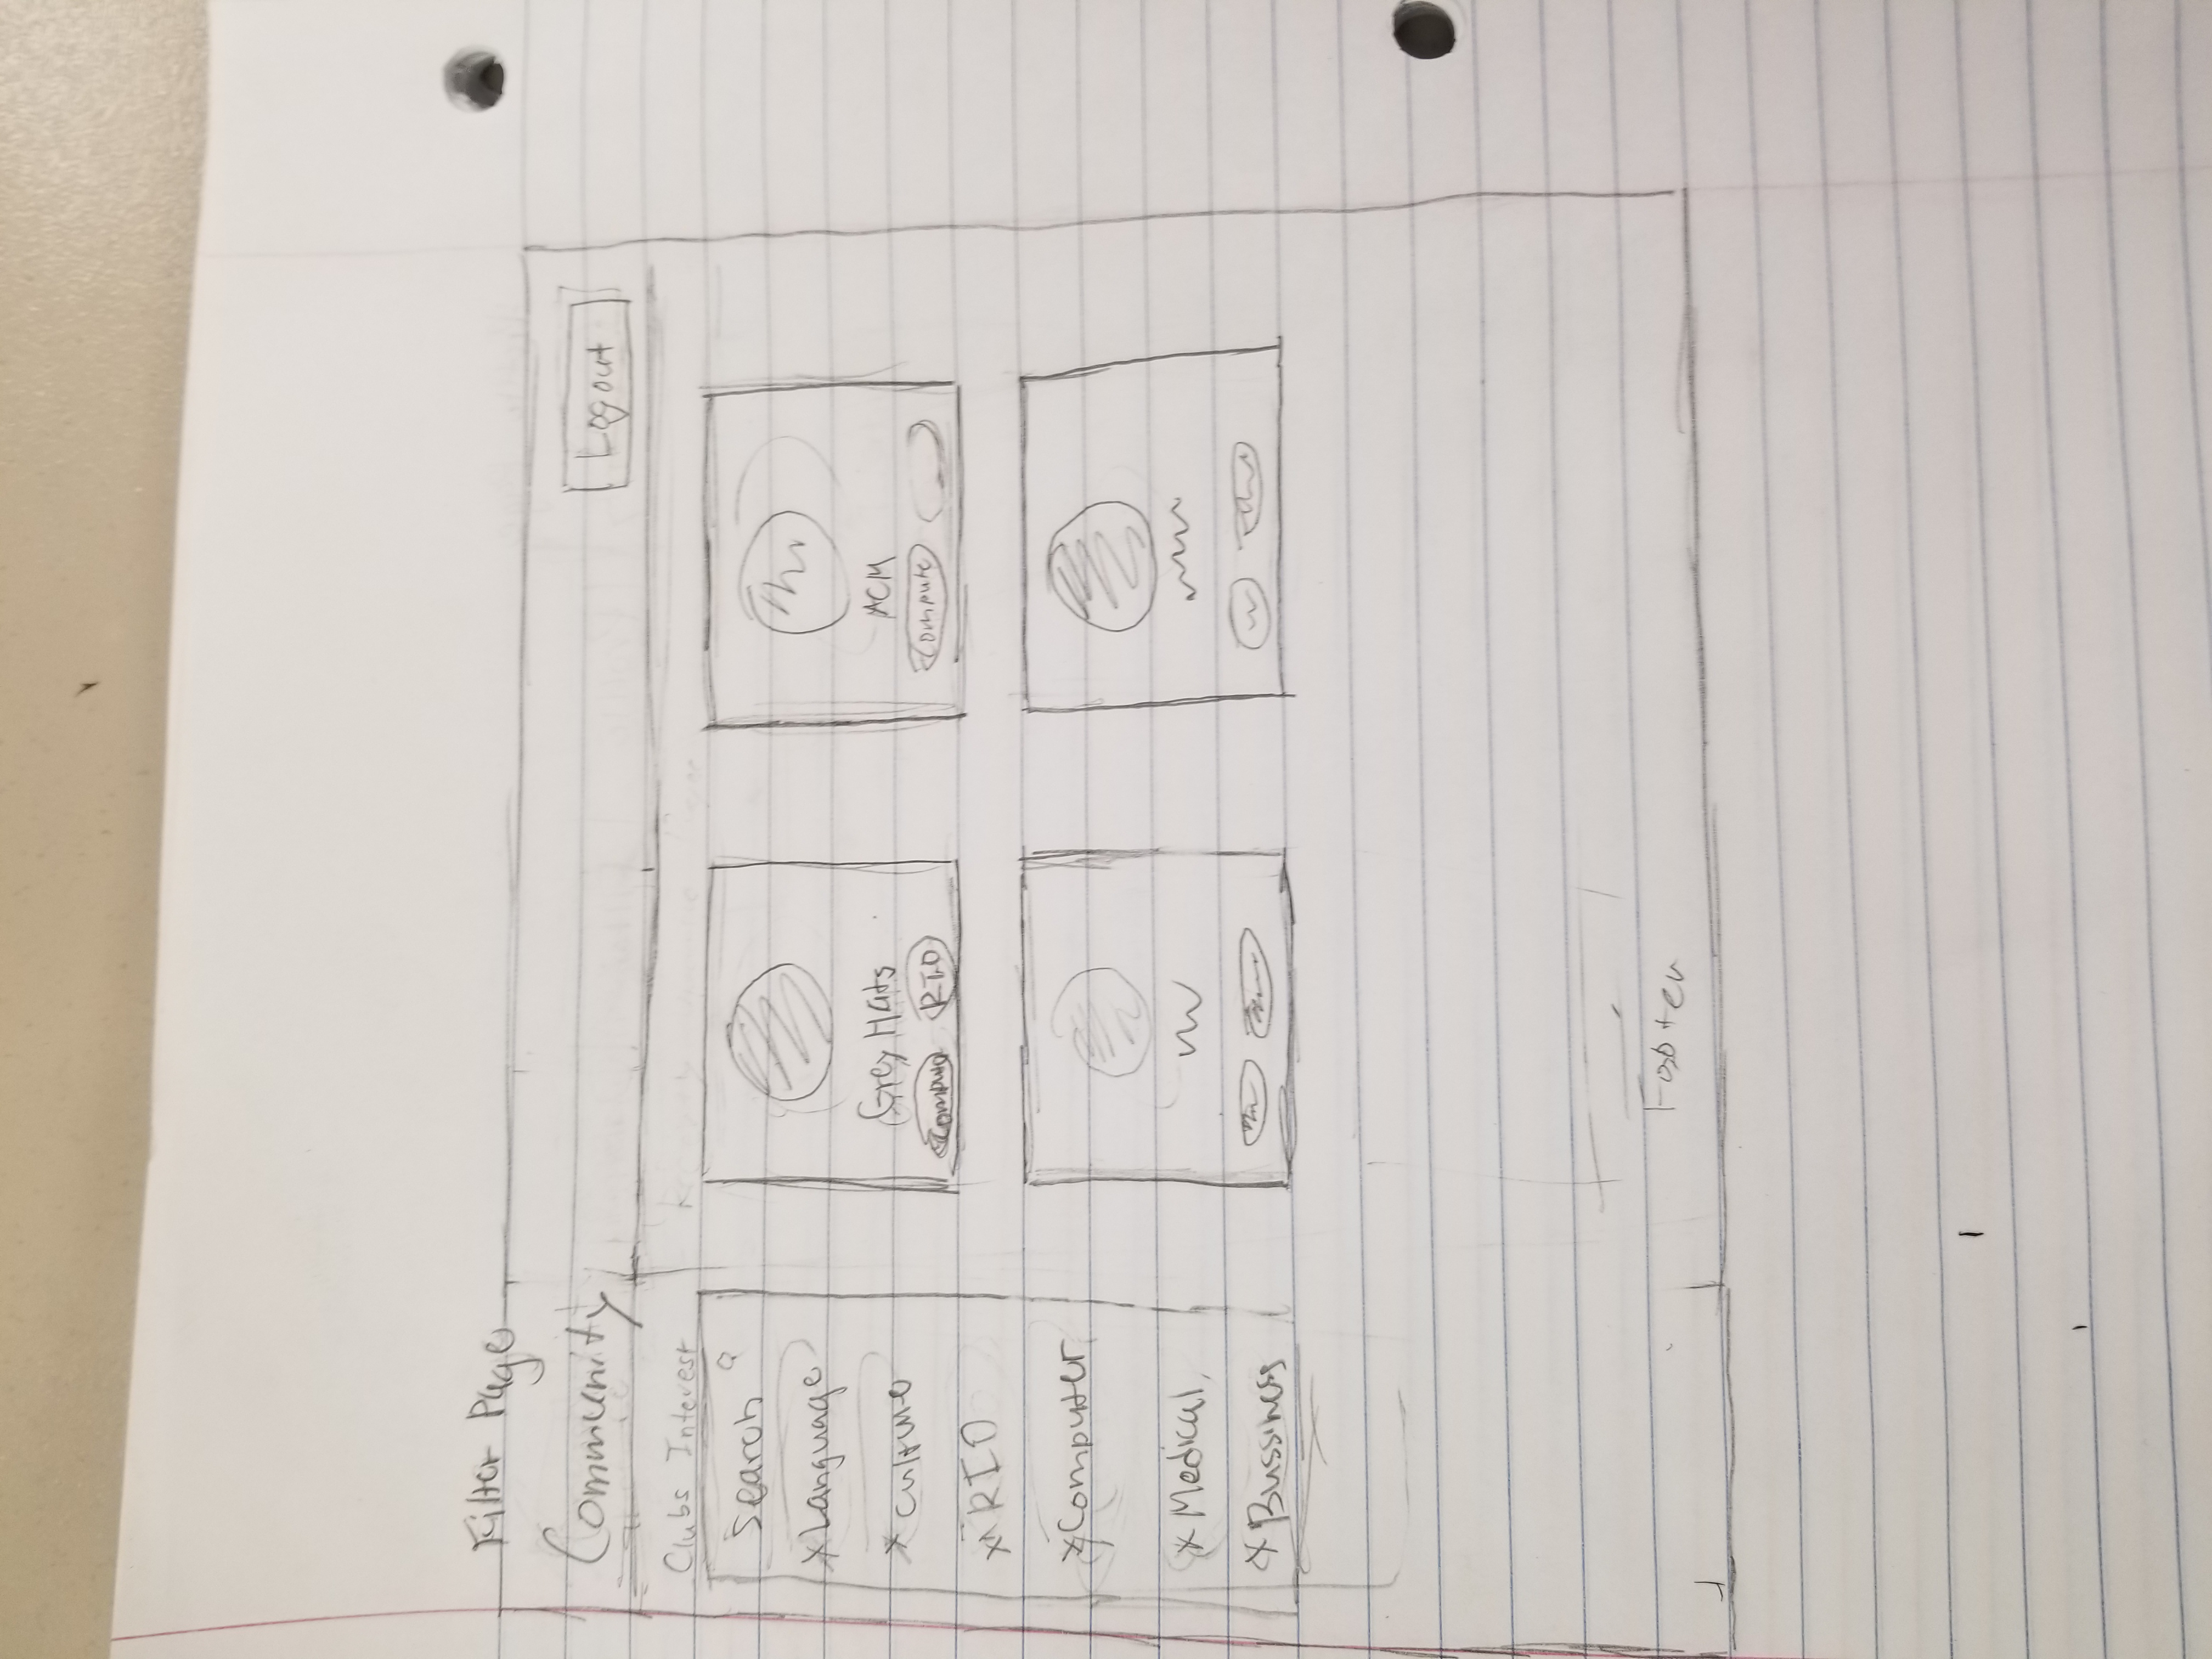 Filter Page
Community
Logout
Clubs Interest
Search
x Language
x Culture
x RIO
x Computer
x Medical
x Bussiness
Grey Hats
RIO
ACM
Compute
Footer